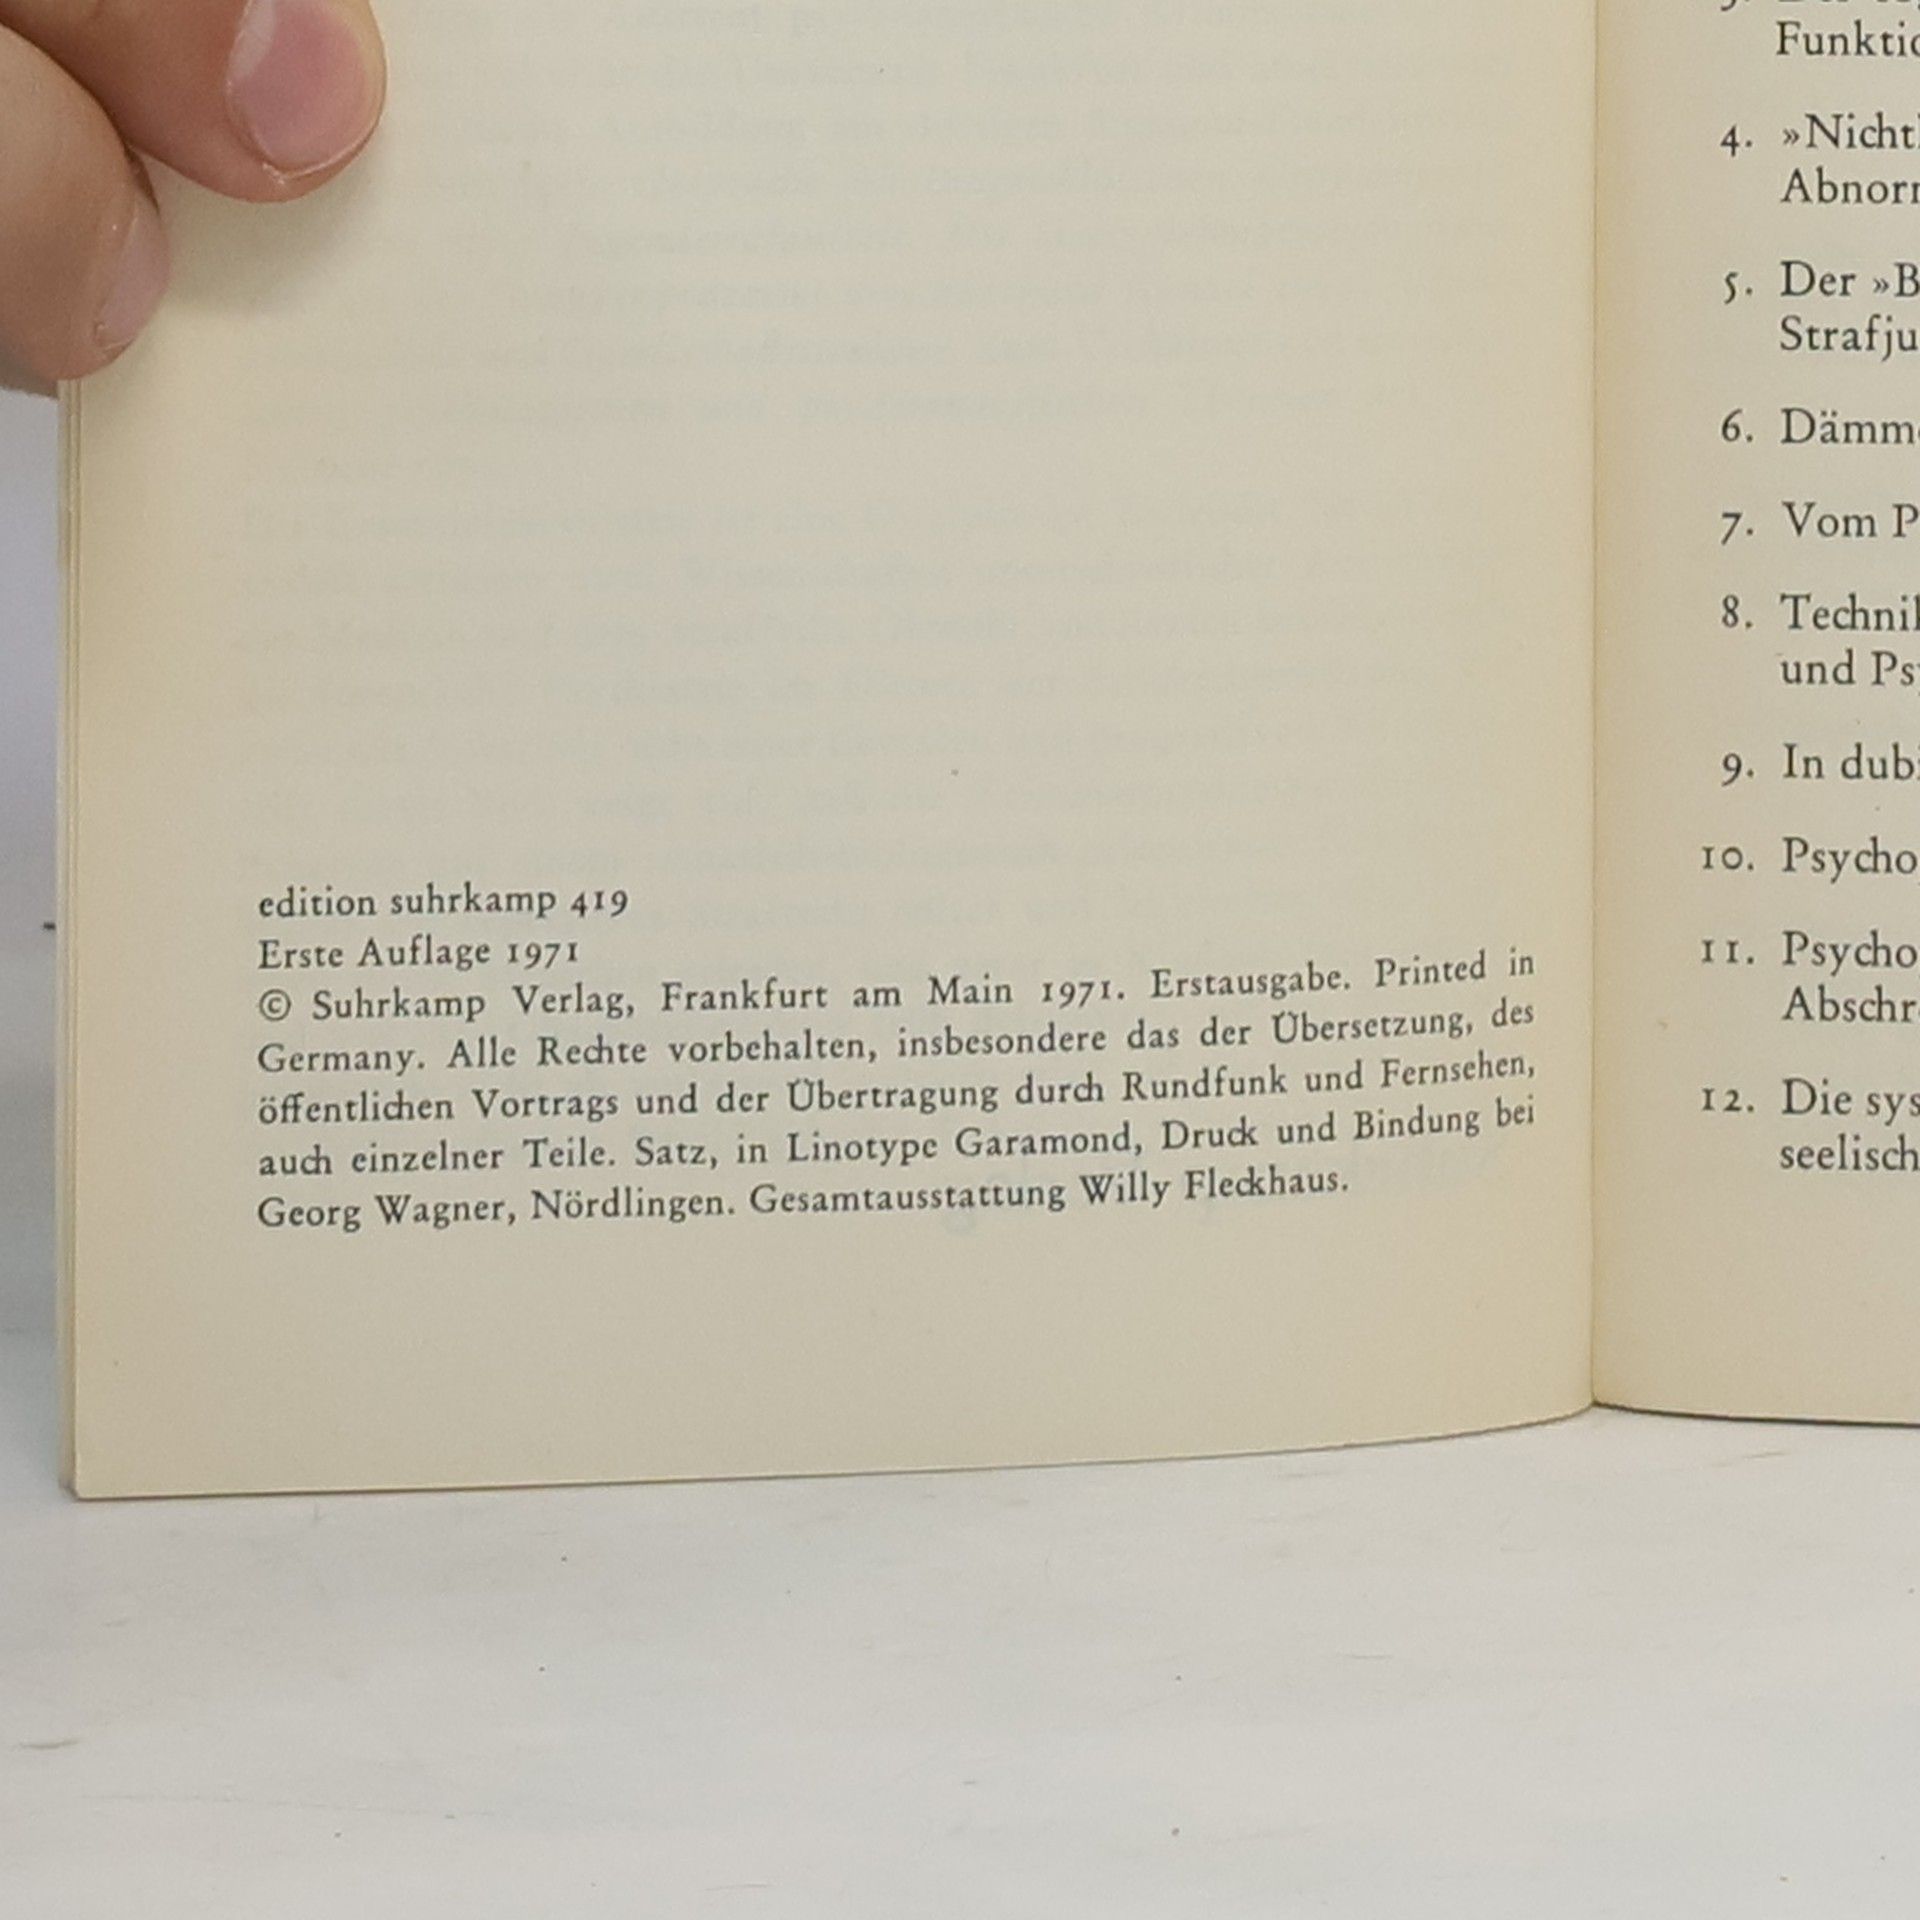 edition suhrkamp 419
Erste Auflage 1971
© Suhrkamp Verlag, Frankfurt am Main 1971. Erstausgabe. Printed in
Germany. Alle Rechte vorbehalten, insbesondere das der Übersetzung, des
öffentlichen Vortrags und der Übertragung durch Rundfunk und Fernsehen,
auch einzelner Teile. Satz, in Linotype Garamond, Druck und Bindung bei
Georg Wagner, Nördlingen. Gesamtausstattung Willy Fleckhaus.
Funktio
4. »Nicht
Abnor
5. Der »B
Strafju
6. Dämm
7. Vom P
8. Techni
und Ps
9. In dub
10. Psycho
11. Psycho
Abschr
12. Die sys
seelisch